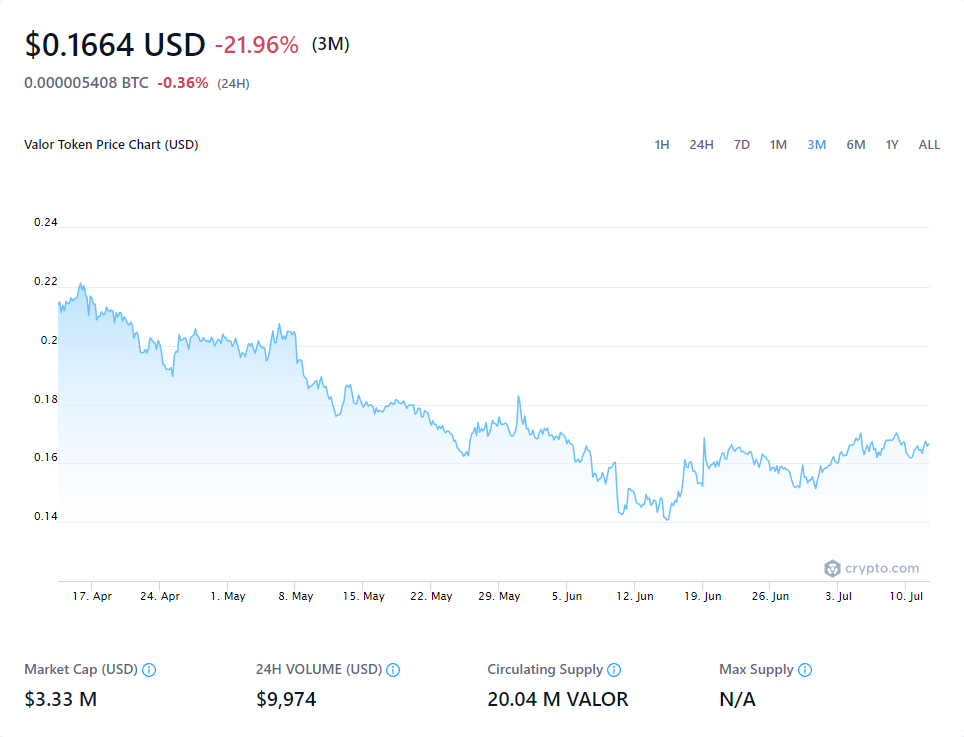 $0.1664 USD -21.96% (3M)
0.000005408 BTC -0.36% (24H)
Valor Token Price Chart (USD)
1H 24H 7D 1M 3M 6M 1Y ALL
0.24
0.22
0.2
0.18
0.16
0.14
crypto.com
17. Apr 24. Apr 1. May 8. May 15. May 22. May 29. May 5. Jun 12. Jun 19. Jun 26. Jun 3. Jul 10. Jul
Market Cap (USD) 24H VOLUME (USD) Circulating Supply Max Supply
$3.33 M $9,974 20.04 M VALOR N/A